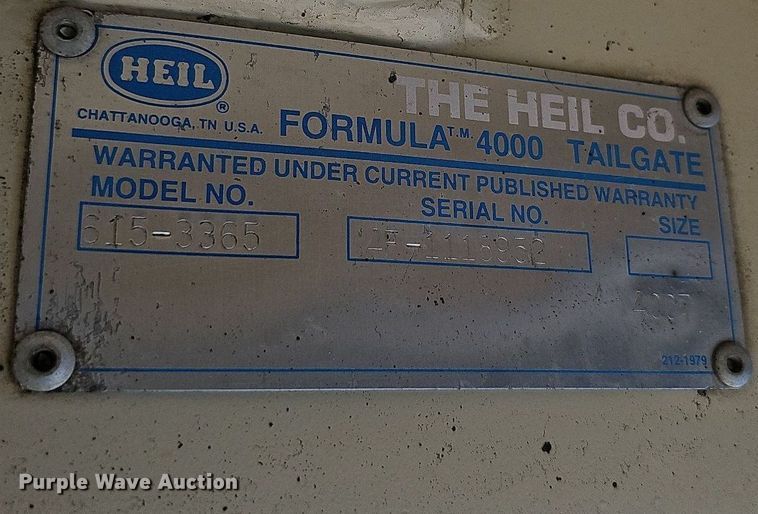 HEIL ®
THE HEIL CO.
CHATTANOOGA, TN U.S.A.
FORMULA T.M. 4000 TAILGATE
WARRANTED UNDER CURRENT PUBLISHED WARRANTY
MODEL NO. SERIAL NO. SIZE
615-3365
212-1979
Purple Wave Auction